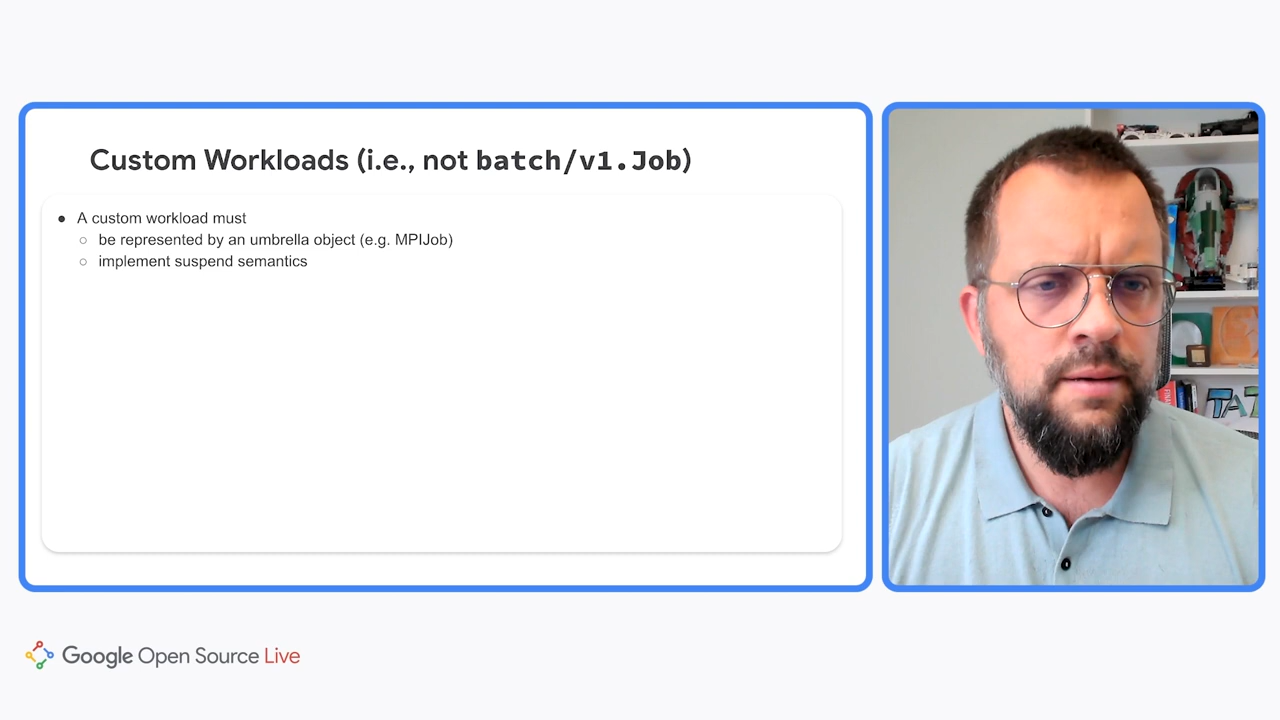 Custom Workloads (i.e., not batch/v1.Job)
● A custom workload must
○ be represented by an umbrella object (e.g. MPIJob)
○ implement suspend semantics
Google Open Source Live